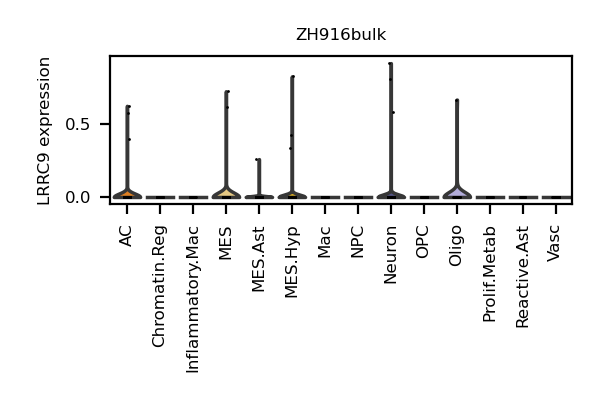 ZH916bulk
LRRC9 expression
0.5
0.0
AC
Chromatin.Reg
Inflammatory.Mac
MES
MES.Ast
MES.Hyp
Mac
NPC
Neuron
OPC
Oligo
Prolif.Metab
Reactive.Ast
Vasc